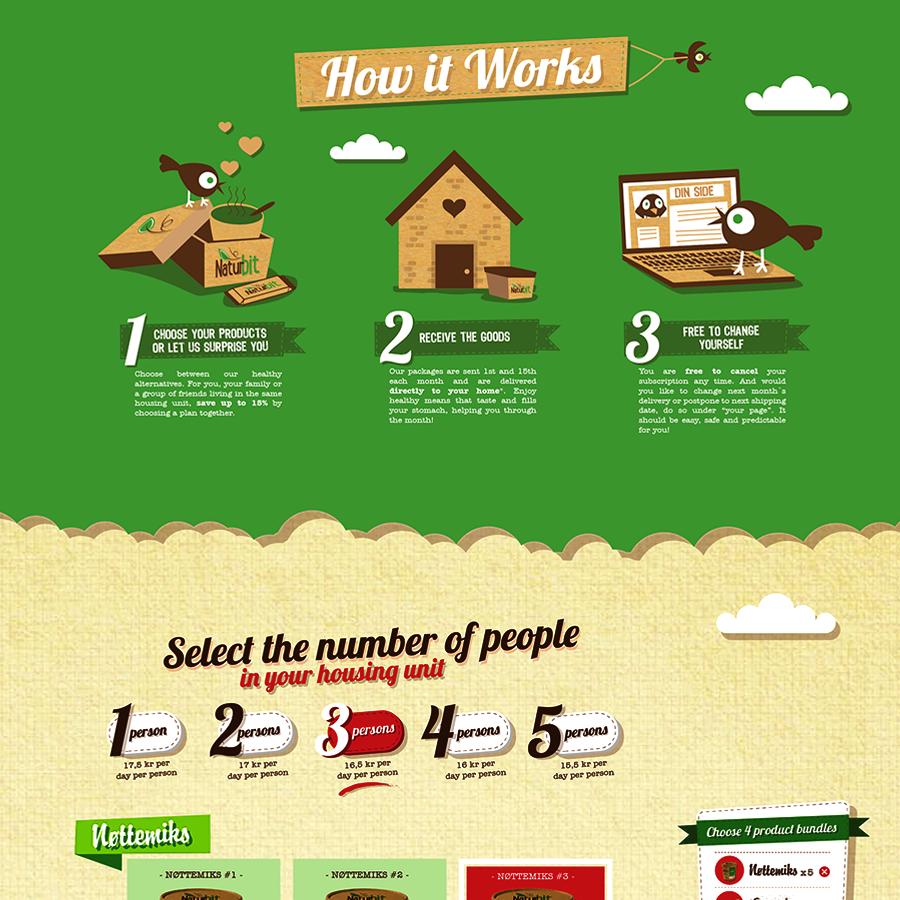 How it Works
DIN SIDE
Naturbit
Naturbit
Naturbit
1 CHOOSE YOUR PRODUCTS
OR LET US SURPRISE YOU
Choose between our healthy
alternatives. For you, your family or
a group of friends living in the same
housing unit, save up to 15% by
choosing a plan together.
2 RECEIVE THE GOODS
Our packages are sent 1st and 15th
each month and are delivered
directly to your home*. Enjoy
healthy means that taste and fills
your stomach, helping you through
the month!
3 FREE TO CHANGE
YOURSELF
You are free to cancel your
subscription any time. And would
you like to change next month`s
delivery or postpone to next shipping
date, do so under "your page". It
should be easy, safe and predictable
for you!
Select the number of people
in your housing unit
1 person
17,5 kr per
day per person
2 persons
17 kr per
day per person
3 persons
16,5 kr per
day per person
4 persons
16 kr per
day per person
5 persons
15,5 kr per
day per person
Nøttemiks
- NØTTEMIKS #1 -
- NØTTEMIKS #2 -
- NØTTEMIKS #3 -
Choose 4 product bundles
Nøttemiks x5